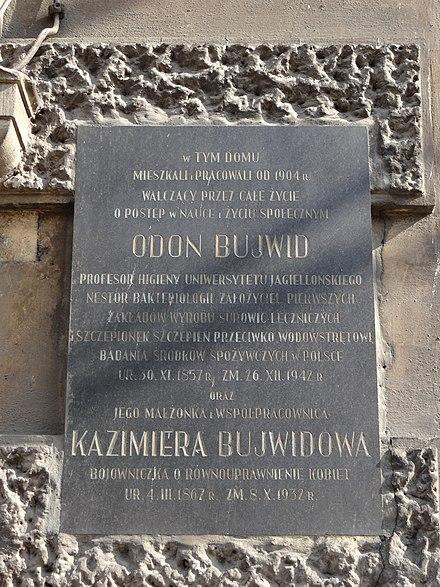 w TYM DOMU
MIESZKALI i PRACOWALI OD 1904 r.
WALCZĄCY PRZEZ CAŁE ŻYCIE
O POSTĘP w NAUCE i ŻYCIU SPOŁECZNYM
ODON BUJWID
PROFESOR HIGIENY UNIWERSYTETU JAGIELLOŃSKIEGO
NESTOR BAKTERIOLOGII ZAŁOŻYCIEL PIERWSZYCH
ZAKŁADÓW WYROBU SUROWIC LECZNICZYCH
i SZCZEPIONEK SZCZEPIEŃ PRZECIWKO WODOWSTRĘTOWI
BADANIA ŚRODKÓW SPOŻYWCZYCH w POLSCE
UR. 30. XI. 1857 r. ZM. 26. XII. 1942 r.
ORAZ
JEGO MAŁŻONKA i WSPÓŁPRACOWNICA
KAZIMIERA BUJWIDOWA
BOJOWNICZKA O RÓWNOUPRAWNIENIE KOBIET
UR. 4. III. 1867 r. ZM. 8. X. 1932 r.